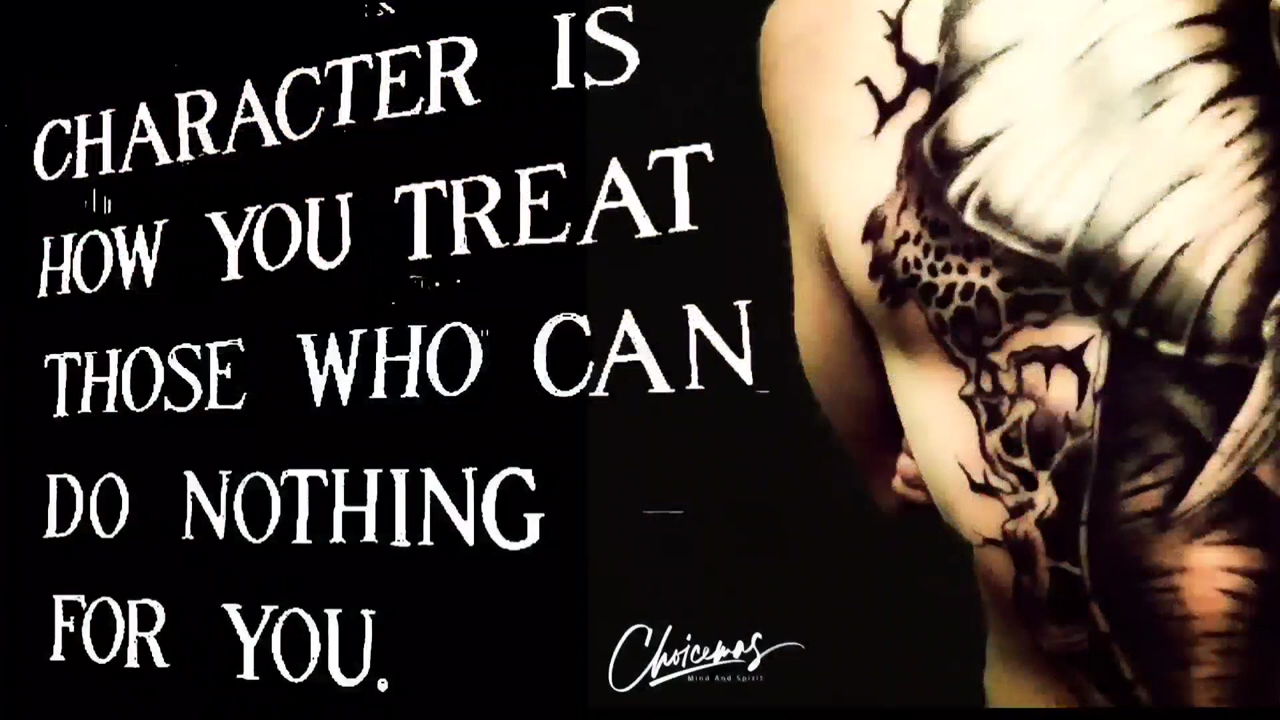 CHARACTER IS
HOW YOU TREAT
THOSE WHO CAN
DO NOTHING
FOR YOU.
Choicemas
Mind And Spirit